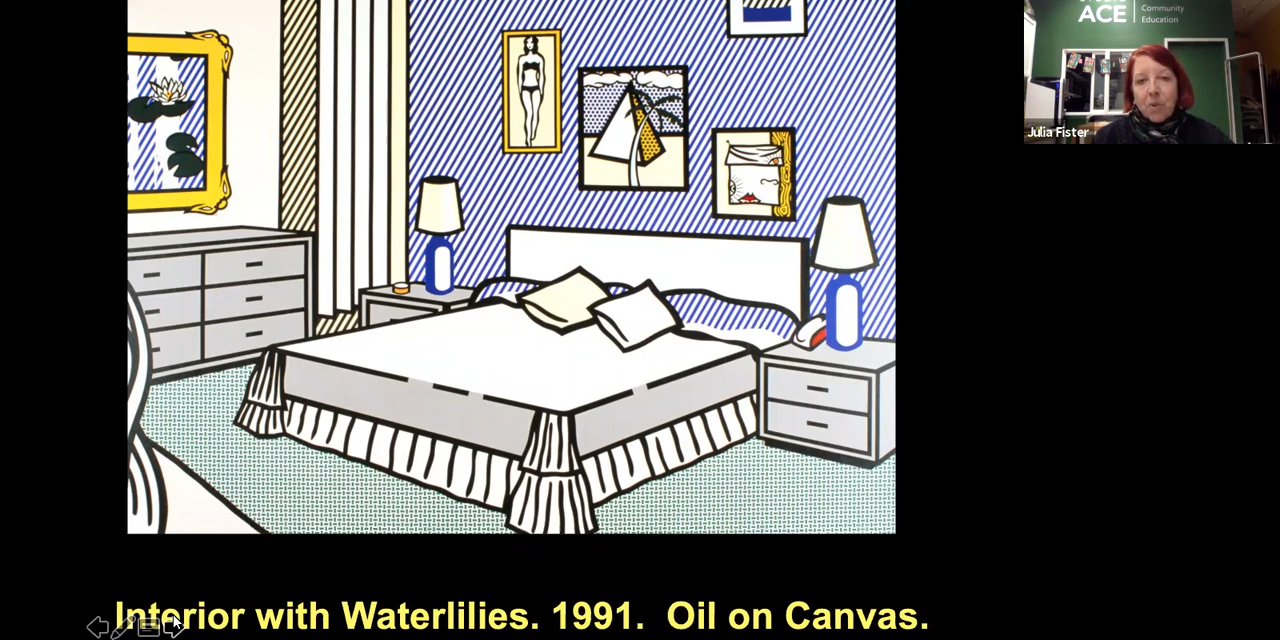 ACE
Community
Education
Julia Fister
Interior with Waterlilies. 1991.  Oil on Canvas.